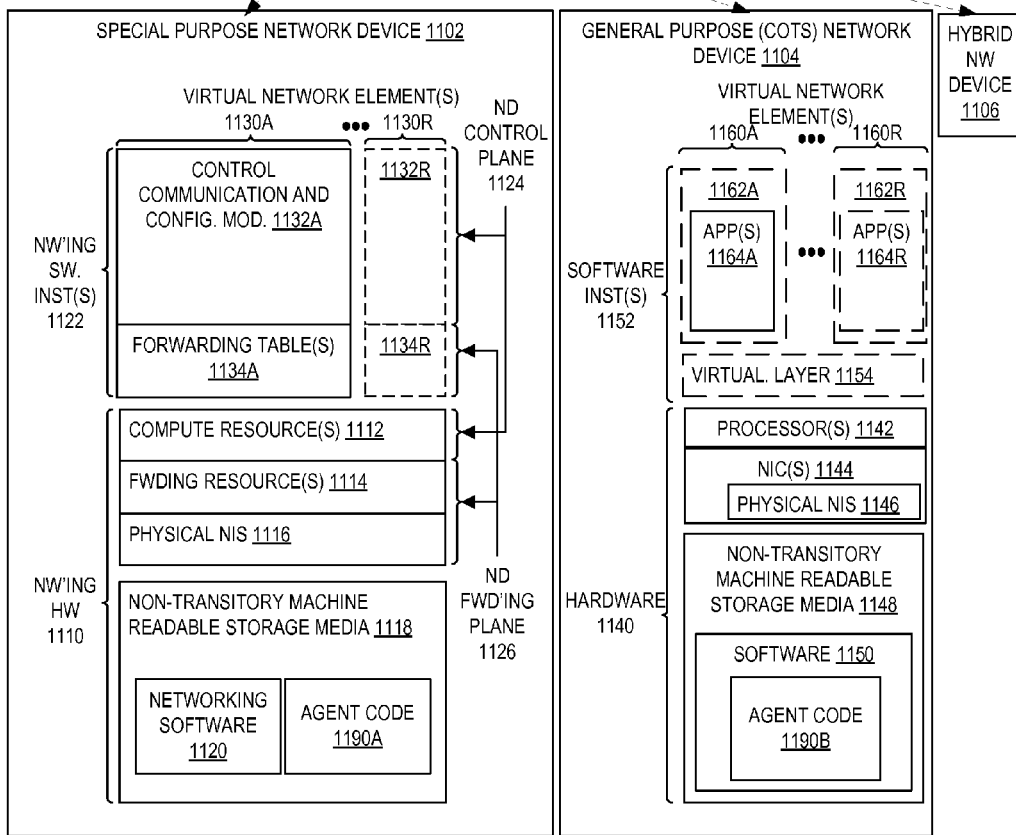 SPECIAL PURPOSE NETWORK DEVICE 1102
VIRTUAL NETWORK ELEMENT(S)
1130A
•••
1130R
ND
CONTROL
PLANE
1124
CONTROL
COMMUNICATION AND
CONFIG. MOD. 1132A
1132R
NW'ING
SW.
INST(S)
1122
FORWARDING TABLE(S)
1134A
1134R
COMPUTE RESOURCE(S) 1112
FWDING RESOURCE(S) 1114
PHYSICAL NIS 1116
NW'ING
HW
1110
ND
FWD'ING
PLANE
1126
NON-TRANSITORY MACHINE
READABLE STORAGE MEDIA 1118
NETWORKING
SOFTWARE
1120
AGENT CODE
1190A
GENERAL PURPOSE (COTS) NETWORK
DEVICE 1104
VIRTUAL NETWORK
ELEMENT(S)
1160A
•••
1160R
1162A
1162R
APP(S)
1164A
•••
APP(S)
1164R
SOFTWARE
INST(S)
1152
VIRTUAL. LAYER 1154
PROCESSOR(S) 1142
NIC(S) 1144
PHYSICAL NIS 1146
HARDWARE
1140
NON-TRANSITORY
MACHINE READABLE
STORAGE MEDIA 1148
SOFTWARE 1150
AGENT CODE
1190B
HYBRID
NW
DEVICE
1106